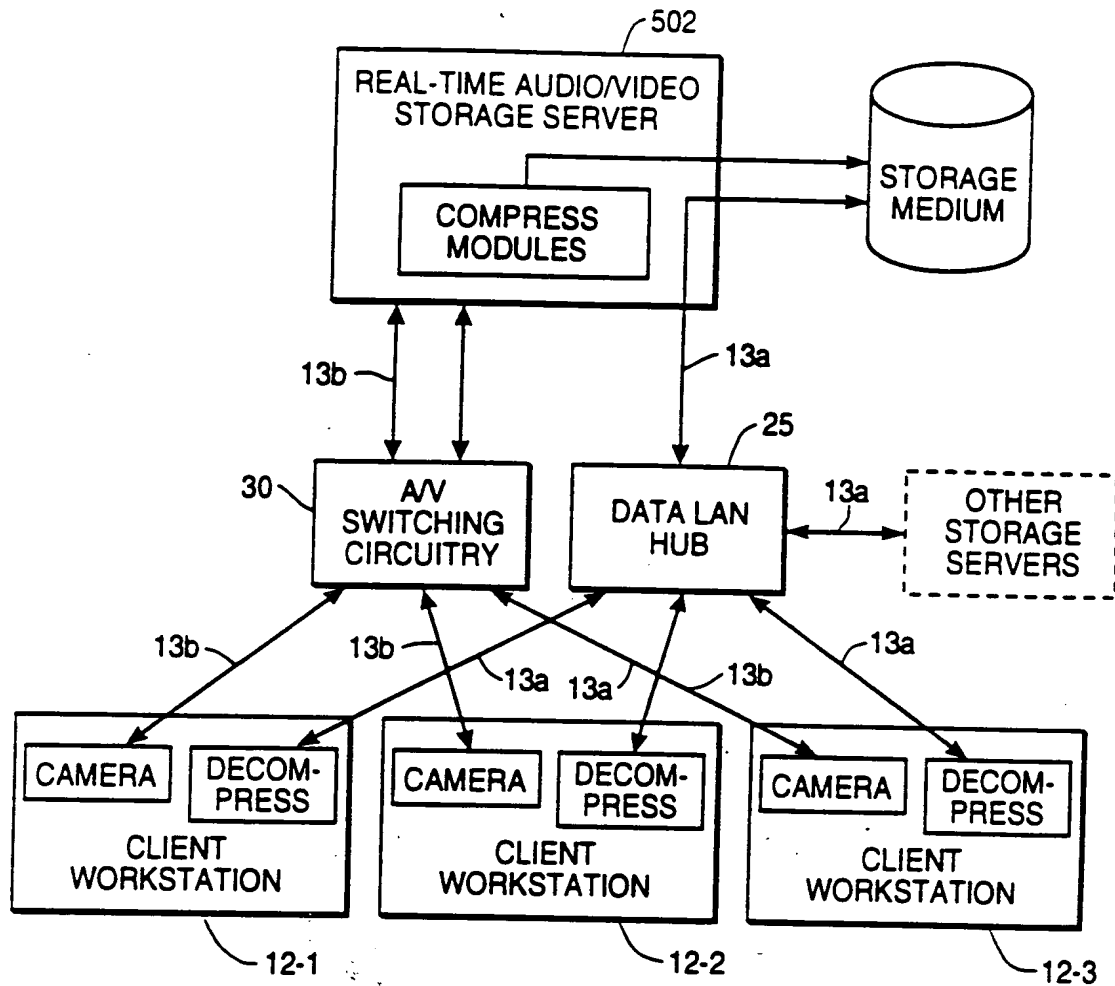 502
REAL-TIME AUDIO/VIDEO
STORAGE SERVER
COMPRESS
MODULES
STORAGE
MEDIUM
13b
13a
25
30
A/V
SWITCHING
CIRCUITRY
DATA LAN
HUB
13a
OTHER
STORAGE
SERVERS
13b
13b
13a
13a
13b
13a
CAMERA
DECOM-
PRESS
CLIENT
WORKSTATION
CAMERA
DECOM-
PRESS
CLIENT
WORKSTATION
CAMERA
DECOM-
PRESS
CLIENT
WORKSTATION
12-1
12-2
12-3